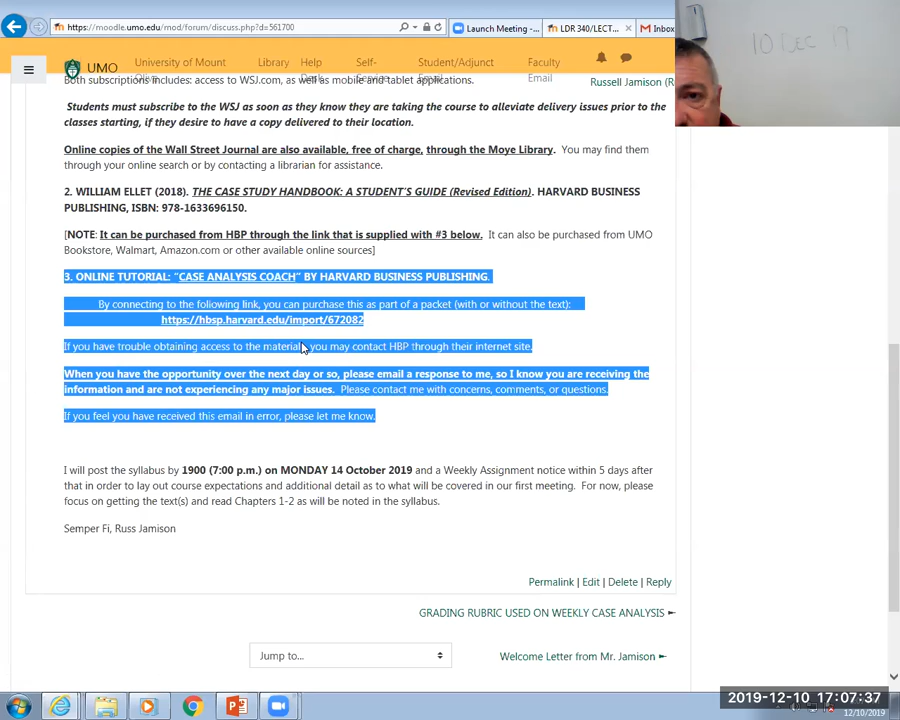 https://moodle.umo.edu/mod/forum/discuss.php?d=561700
Launch Meeting -...
LDR 340/LECT...
Inbox
10 DEC 19
UMO
University of Mount
Library
Help
Self-
Student/Adjunct
Faculty
Email
Email
Both subscriptions includes: access to WSJ.com, as well as mobile and tablet applications.
Russell Jamison (R
Students must subscribe to the WSJ as soon as they know they are taking the course to alleviate delivery issues prior to the
classes starting, if they desire to have a copy delivered to their location.
Online copies of the Wall Street Journal are also available, free of charge, through the Moye Library. You may find them
through your online search or by contacting a librarian for assistance.
2. WILLIAM ELLET (2018). THE CASE STUDY HANDBOOK: A STUDENT'S GUIDE (Revised Edition). HARVARD BUSINESS
PUBLISHING, ISBN: 978-1633696150.
[NOTE: It can be purchased from HBP through the link that is supplied with #3 below. It can also be purchased from UMO
Bookstore, Walmart, Amazon.com or other available online sources]
3. ONLINE TUTORIAL: "CASE ANALYSIS COACH" BY HARVARD BUSINESS PUBLISHING.
By connecting to the following link, you can purchase this as part of a packet (with or without the text):
https://hbsp.harvard.edu/import/672082
If you have trouble obtaining access to the materials you may contact HBP through their internet site.
When you have the opportunity over the next day or so, please email a response to me, so I know you are receiving the
information and are not experiencing any major issues. Please contact me with concerns, comments, or questions.
If you feel you have received this email in error, please let me know.
I will post the syllabus by 1900 (7:00 p.m.) on MONDAY 14 October 2019 and a Weekly Assignment notice within 5 days after
that in order to lay out course expectations and additional detail as to what will be covered in our first meeting. For now, please
focus on getting the text(s) and read Chapters 1-2 as will be noted in the syllabus.
Semper Fi, Russ Jamison
Permalink | Edit | Delete | Reply
GRADING RUBRIC USED ON WEEKLY CASE ANALYSIS
Jump to...
Welcome Letter from Mr. Jamison
2019-12-10 17:07:37
12/10/2019